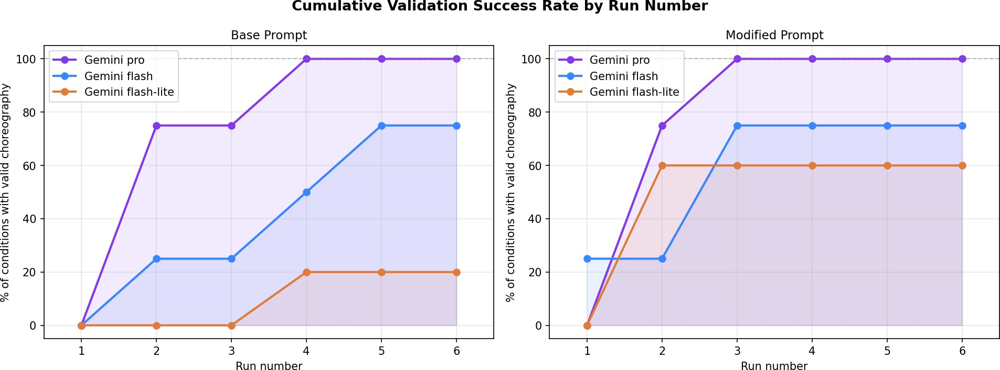 Cumulative Validation Success Rate by Run Number
Base Prompt
% of conditions with valid choreography
100
80
60
40
20
0
Gemini pro
Gemini flash
Gemini flash-lite
1 2 3 4 5 6
Run number
Modified Prompt
% of conditions with valid choreography
100
80
60
40
20
0
Gemini pro
Gemini flash
Gemini flash-lite
1 2 3 4 5 6
Run number